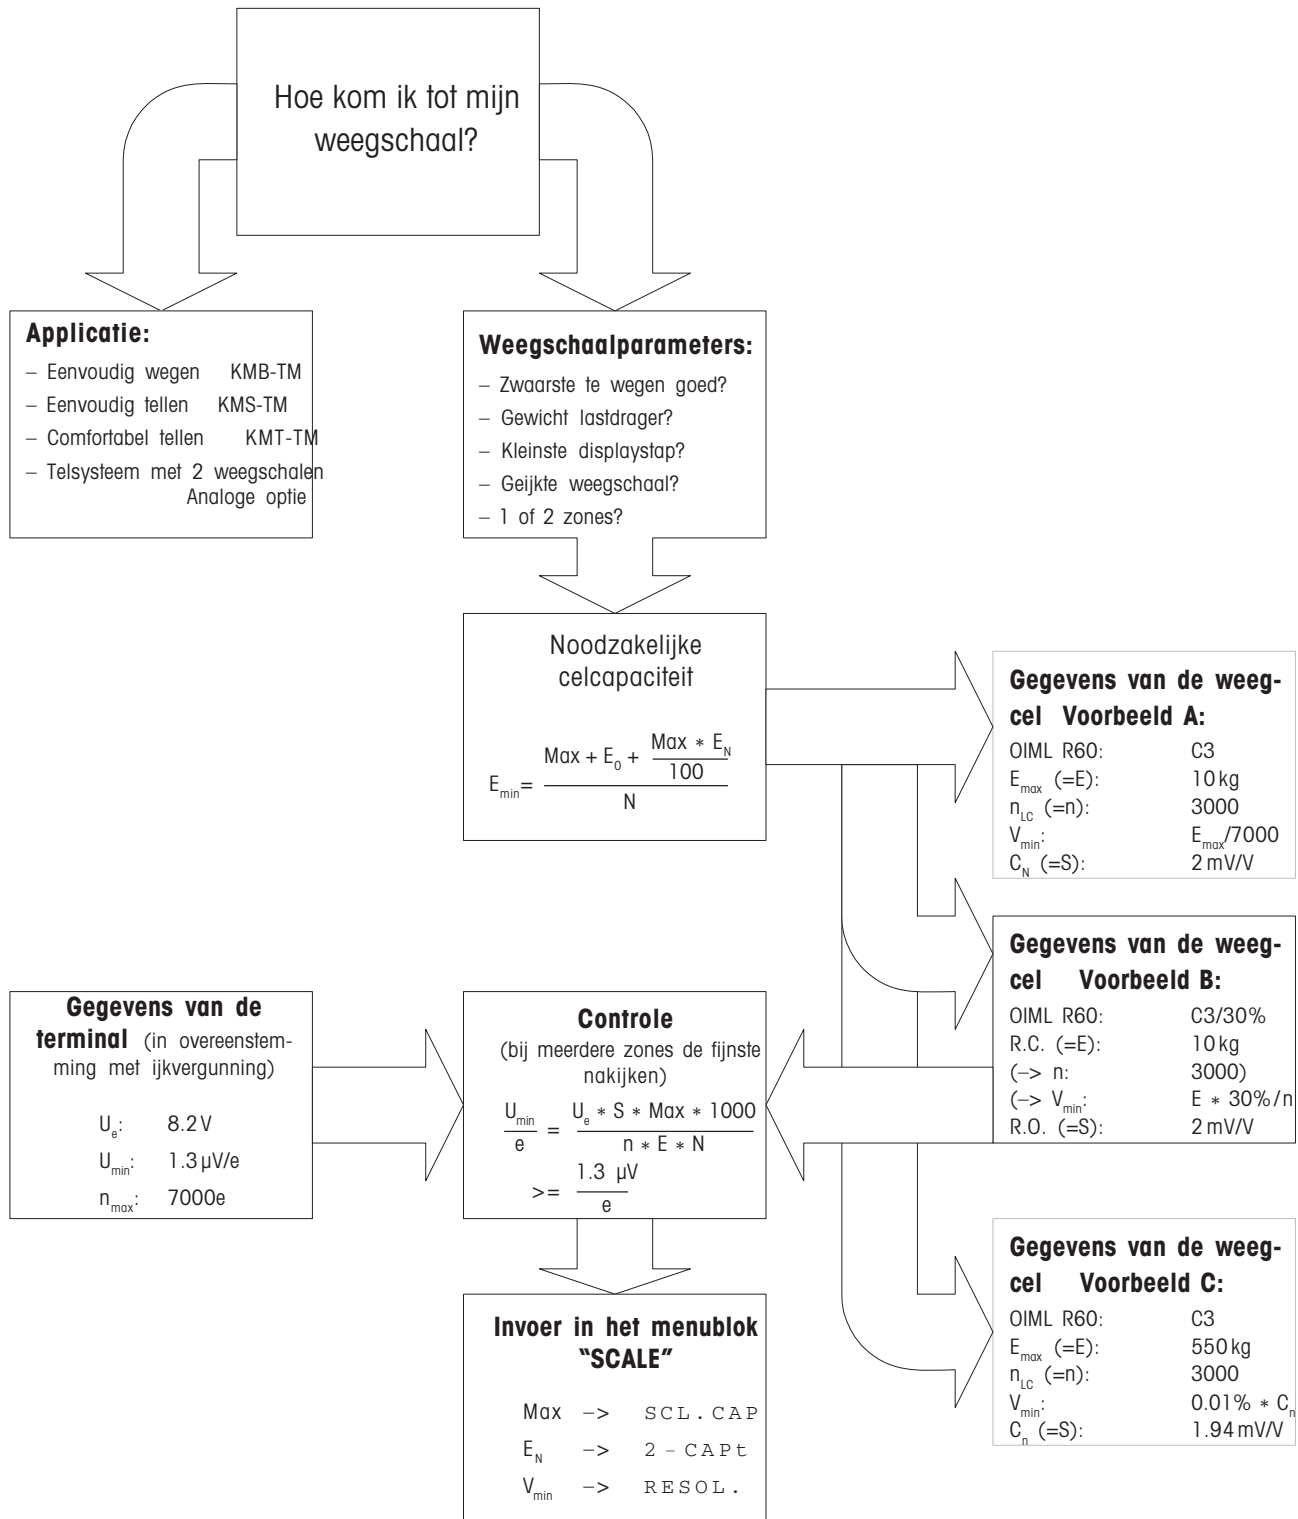 Hoe kom ik tot mijn
weegschaal?
Applicatie:
– Eenvoudig wegen KMB-TM
– Eenvoudig tellen KMS-TM
– Comfortabel tellen KMT-TM
– Telsysteem met 2 weegschalen
Analoge optie
Weegschaalparameters:
– Zwaarste te wegen goed?
– Gewicht lastdrager?
– Kleinste displaystap?
– Geijkte weegschaal?
– 1 of 2 zones?
Noodzakelijke
celcapaciteit
E_min = (Max + E_0 + (Max * E_N)/100) / N
Gegevens van de weeg-
cel Voorbeeld A:
OIML R60: C3
E_max (=E): 10 kg
n_LC (=n): 3000
V_min: E_max/7000
C_N (=S): 2 mV/V
Gegevens van de weeg-
cel Voorbeeld B:
OIML R60: C3/30%
R.C. (=E): 10 kg
(–> n: 3000)
(–> V_min: E * 30%/n
R.O. (=S): 2 mV/V
Gegevens van de
terminal (in overeenstem-
ming met ijkvergunning)
U_e: 8.2 V
U_min: 1.3 µV/e
n_max: 7000e
Controle
(bij meerdere zones de fijnste
nakijken)
U_min/e = (U_e * S * Max * 1000) / (n * E * N)
>= 1.3 µV/e
Gegevens van de weeg-
cel Voorbeeld C:
OIML R60: C3
E_max (=E): 550 kg
n_LC (=n): 3000
V_min: 0.01% * C_n
C_n (=S): 1.94 mV/V
Invoer in het menublok
“SCALE”
Max –> SCL.CAP
E_N –> 2-CAPt
V_min –> RESOL.